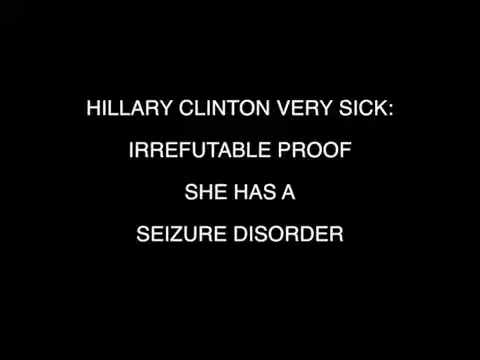 HILLARY CLINTON VERY SICK:
IRREFUTABLE PROOF
SHE HAS A
SEIZURE DISORDER